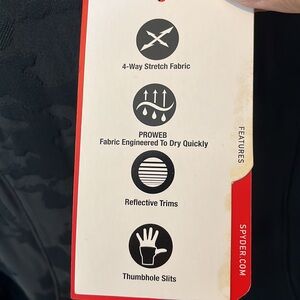 4-Way Stretch Fabric
PROWEB
Fabric Engineered To Dry Quickly
Reflective Trims
Thumbhole Slits
FEATURES
SPYDER.COM